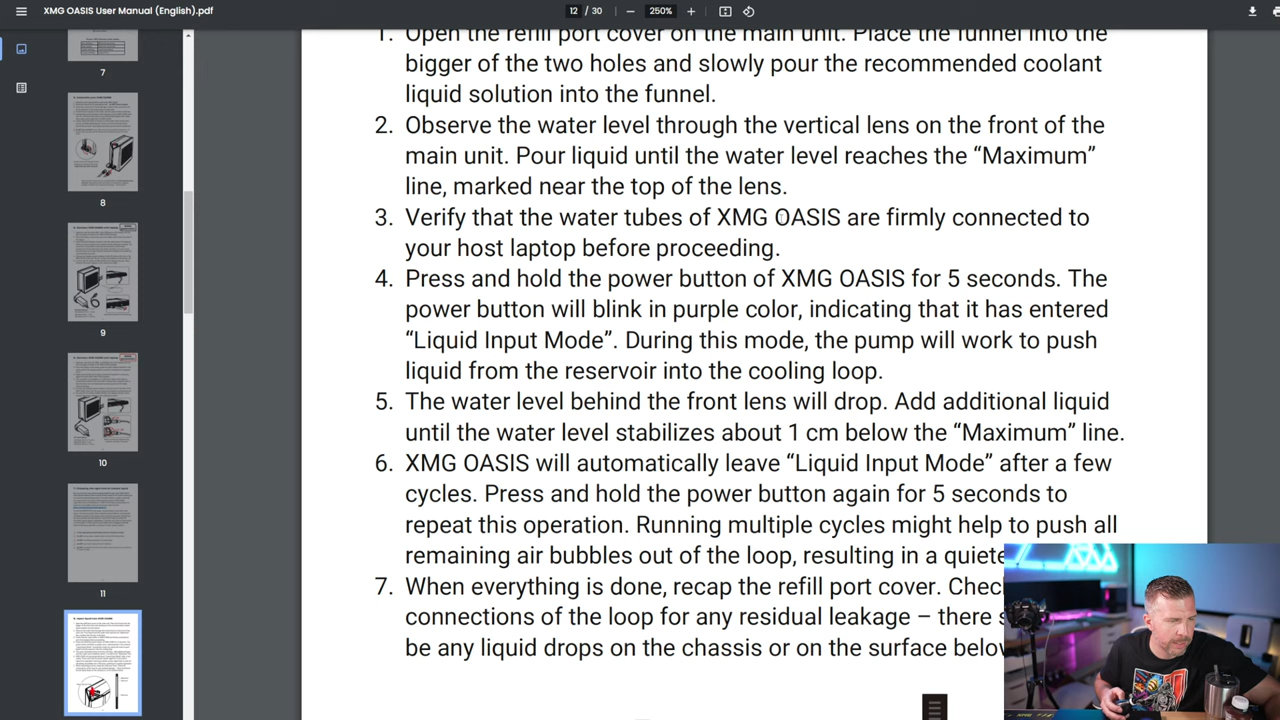 XMG OASIS User Manual (English).pdf
12 / 30
250%
1. Open the refill port cover on the main unit. Place the funnel into the
bigger of the two holes and slowly pour the recommended coolant
liquid solution into the funnel.
2. Observe the water level through the vertical lens on the front of the
main unit. Pour liquid until the water level reaches the “Maximum”
line, marked near the top of the lens.
3. Verify that the water tubes of XMG OASIS are firmly connected to
your host laptop before proceeding.
4. Press and hold the power button of XMG OASIS for 5 seconds. The
power button will blink in purple color, indicating that it has entered
“Liquid Input Mode”. During this mode, the pump will work to push
liquid from the reservoir into the cooling loop.
5. The water level behind the front lens will drop. Add additional liquid
until the water level stabilizes about 1 cm below the “Maximum” line.
6. XMG OASIS will automatically leave “Liquid Input Mode” after a few
cycles. Press and hold the power button again for 5 seconds to
repeat this operation. Running multiple cycles might help to push all
remaining air bubbles out of the loop, resulting in a quiete
7. When everything is done, recap the refill port cover. Chec
connections of the loop for any residual leakage – there s
be any liquid drops on the chassis or on the surface below
7
8
9
10
11